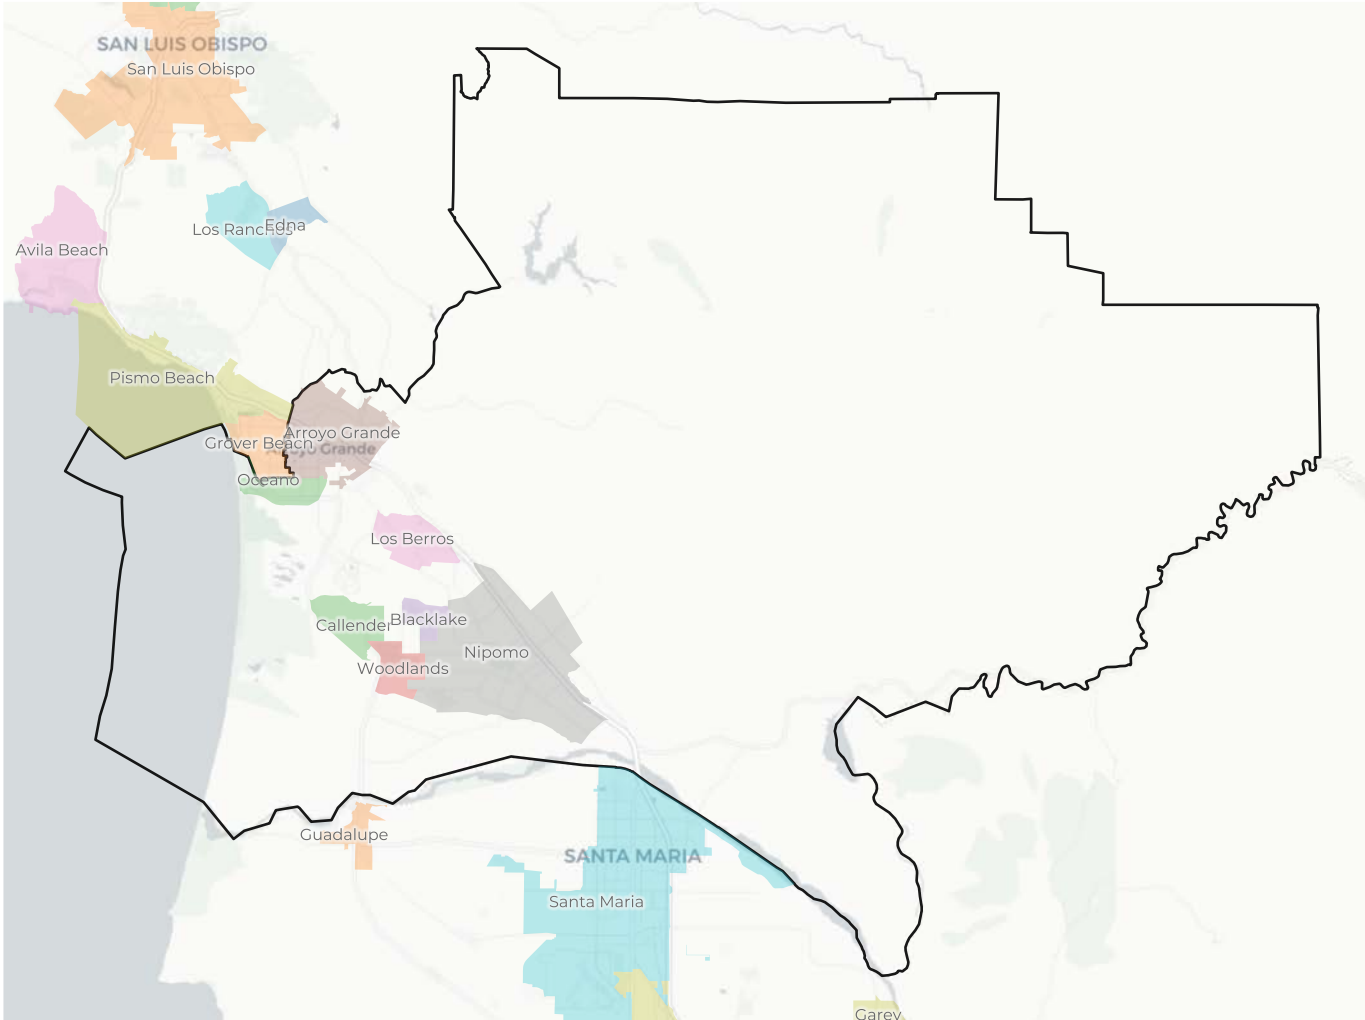 SAN LUIS OBISPO
San Luis Obispo
Los Ranchos
Edna
Avila Beach
Pismo Beach
Arroyo Grande
Grover Beach
Arroyo Grande
Oceano
Los Berros
Callender
Blacklake
Nipomo
Woodlands
Guadalupe
SANTA MARIA
Santa Maria
Garey